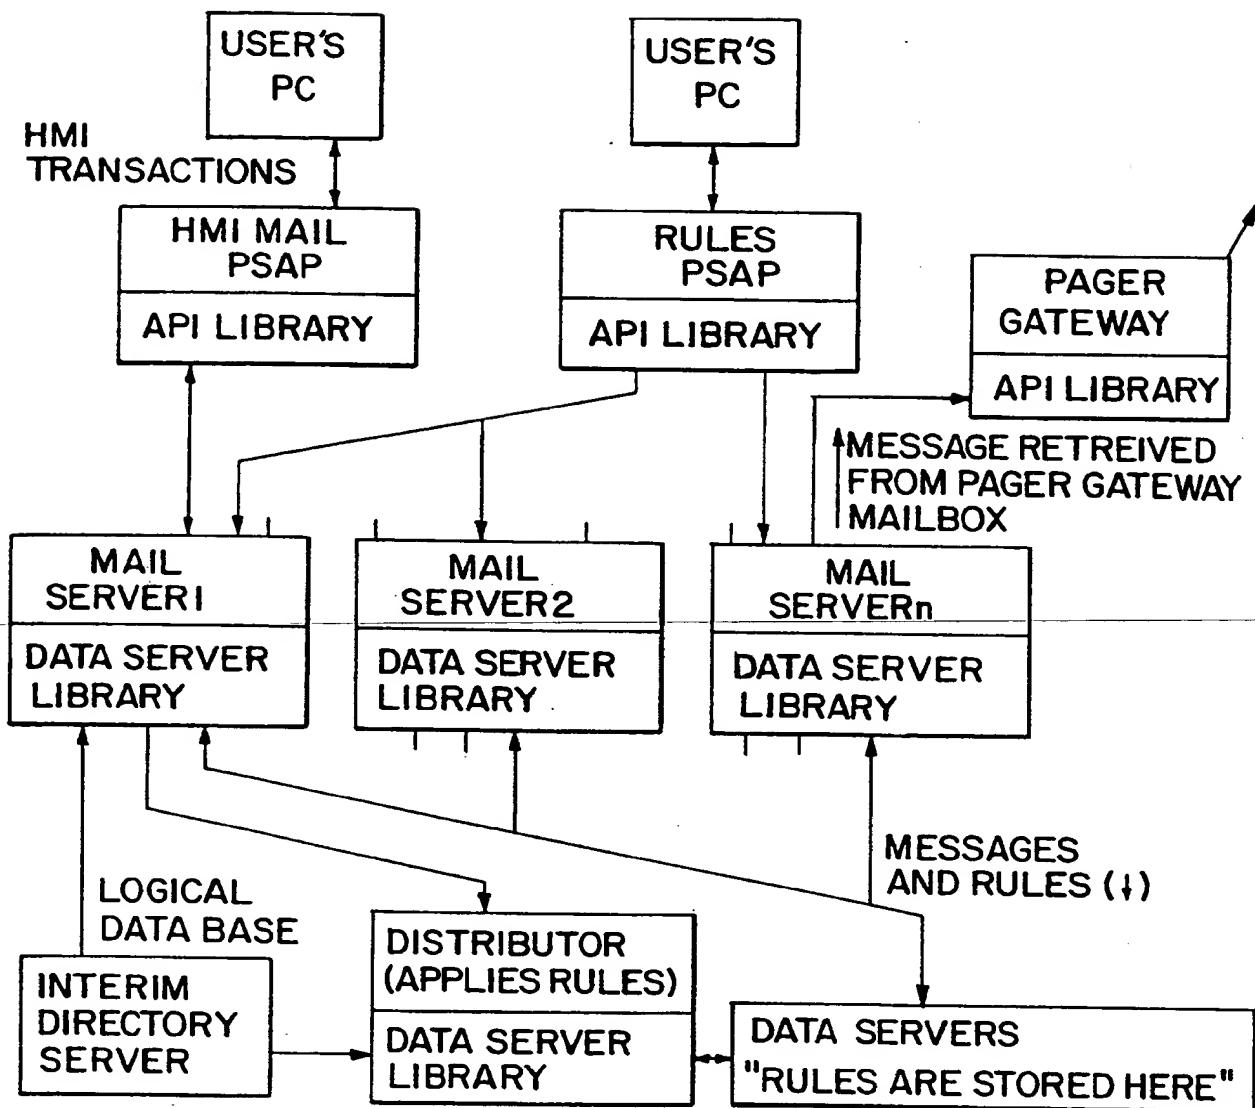 USER'S
PC
USER'S
PC
HMI
TRANSACTIONS
HMI MAIL
PSAP
API LIBRARY
RULES
PSAP
API LIBRARY
PAGER
GATEWAY
API LIBRARY
MESSAGE RETREIVED
FROM PAGER GATEWAY
MAILBOX
MAIL
SERVER1
DATA SERVER
LIBRARY
MAIL
SERVER2
DATA SERVER
LIBRARY
MAIL
SERVERn
DATA SERVER
LIBRARY
MESSAGES
AND RULES (↓)
LOGICAL
DATA BASE
INTERIM
DIRECTORY
SERVER
DISTRIBUTOR
(APPLIES RULES)
DATA SERVER
LIBRARY
DATA SERVERS
"RULES ARE STORED HERE"